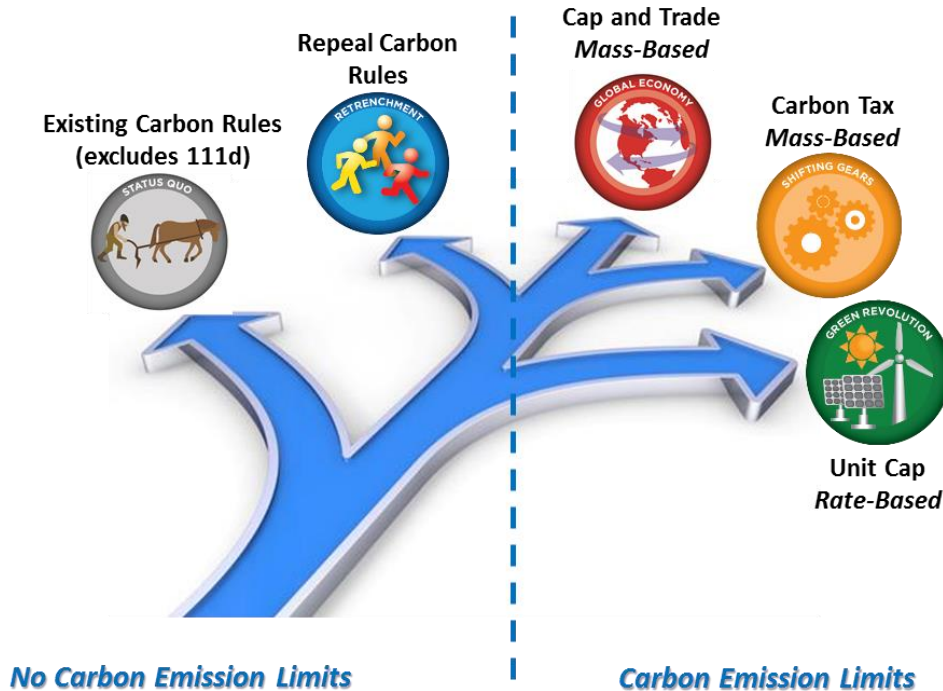 Existing Carbon Rules
(excludes 111d)
STATUS QUO
Repeal Carbon
Rules
RETRENCHMENT
Cap and Trade
Mass-Based
GLOBAL ECONOMY
Carbon Tax
Mass-Based
SHIFTING GEARS
GREEN REVOLUTION
Unit Cap
Rate-Based
No Carbon Emission Limits
Carbon Emission Limits